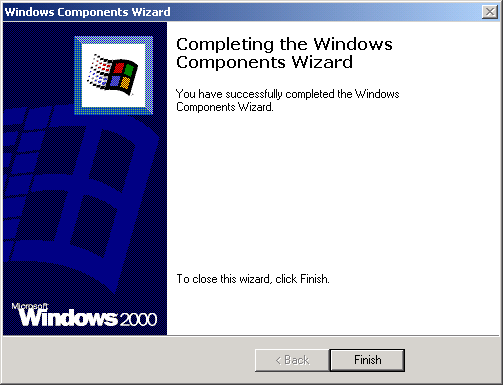 Windows Components Wizard
Completing the Windows
Components Wizard
You have successfully completed the Windows
Components Wizard.
To close this wizard, click Finish.
Microsoft
Windows 2000
< Back
Finish